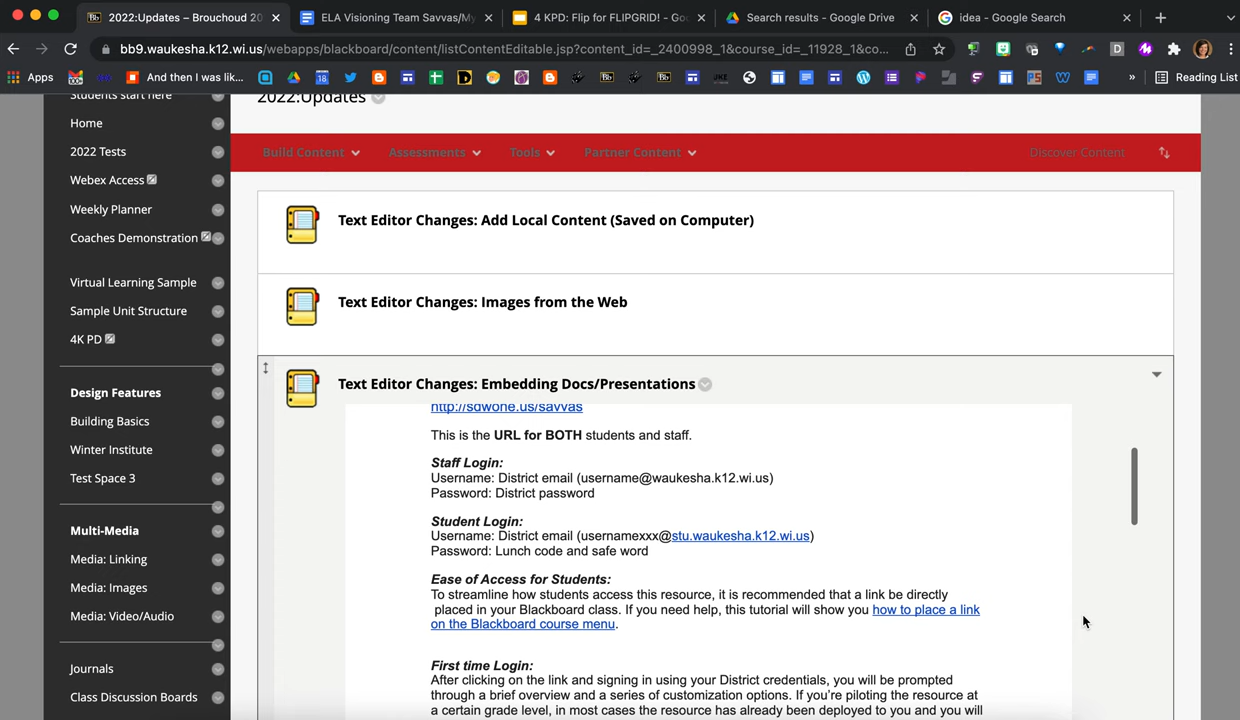 2022:Updates – Brouchoud 20
ELA Visioning Team Savvas/My
4 KPD: Flip for FLIPGRID! - Goo
Search results - Google Drive
idea - Google Search
bb9.waukesha.k12.wi.us/webapps/blackboard/content/listContentEditable.jsp?content_id=_2400998_1&course_id=_11928_1&co...
Apps
And then I was lik...
Reading List
Students start here
Home
2022 Tests
Webex Access
Weekly Planner
Coaches Demonstration
Virtual Learning Sample
Sample Unit Structure
4K PD
Design Features
Building Basics
Winter Institute
Test Space 3
Multi-Media
Media: Linking
Media: Images
Media: Video/Audio
Journals
Class Discussion Boards
2022:Updates
Build Content
Assessments
Tools
Partner Content
Discover Content
Text Editor Changes: Add Local Content (Saved on Computer)
Text Editor Changes: Images from the Web
Text Editor Changes: Embedding Docs/Presentations
http://sdwone.us/savvas
This is the URL for BOTH students and staff.
Staff Login:
Username: District email (username@waukesha.k12.wi.us)
Password: District password
Student Login:
Username: District email (usernamexxx@stu.waukesha.k12.wi.us)
Password: Lunch code and safe word
Ease of Access for Students:
To streamline how students access this resource, it is recommended that a link be directly
placed in your Blackboard class. If you need help, this tutorial will show you how to place a link
on the Blackboard course menu.
First time Login:
After clicking on the link and signing in using your District credentials, you will be prompted
through a brief overview and a series of customization options. If you're piloting the resource at
a certain grade level, in most cases the resource has already been deployed to you and you will